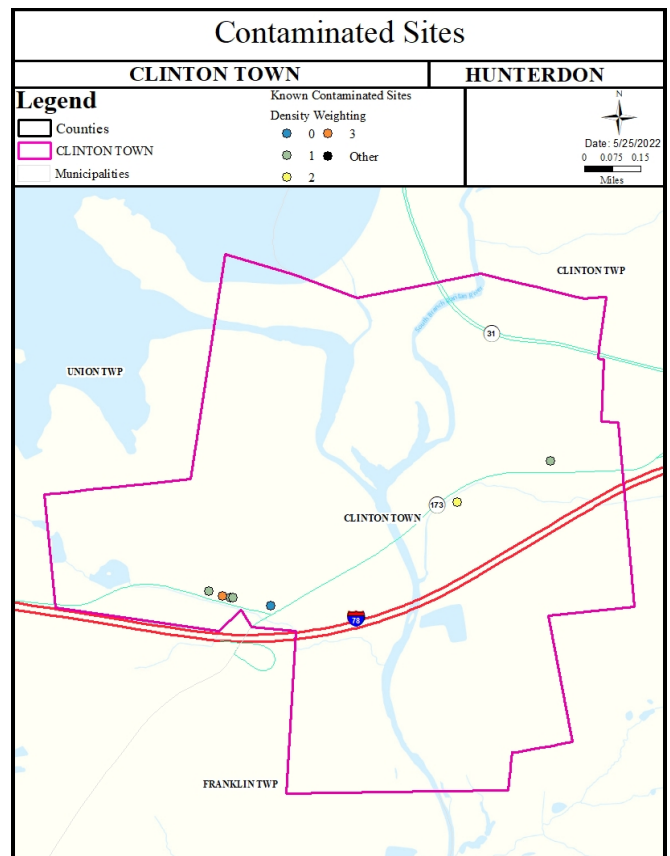 Contaminated Sites
CLINTON TOWN
HUNTERDON
Legend
Counties
CLINTON TOWN
Municipalities
Known Contaminated Sites
Density Weighting
0 3
1 Other
2
N
Date: 5/25/2022
0 0.075 0.15
Miles
CLINTON TWP
31
UNION TWP
173
CLINTON TOWN
78
FRANKLIN TWP